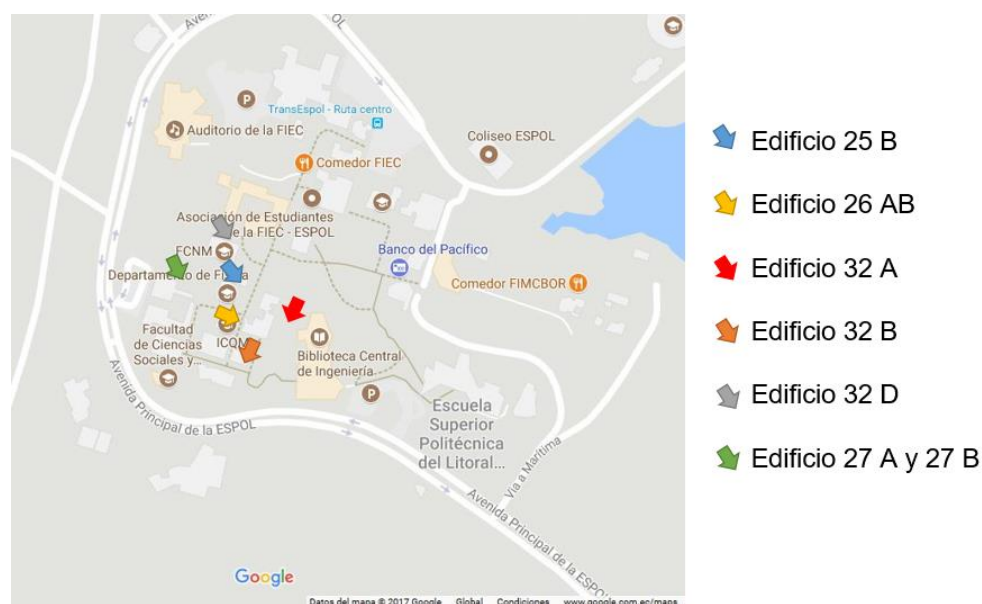 Avenida Principal de la ESPOL
TransEspol - Ruta centro
Auditorio de la FIEC
Coliseo ESPOL
Comedor FIEC
Asociación de Estudiantes
de la FIEC - ESPOL
FCNM
Banco del Pacífico
Departamento de Física
Comedor FIMCBOR
Facultad
de Ciencias
Sociales y...
ICQM
Biblioteca Central
de Ingeniería
Avenida Principal de la ESPOL
Escuela
Superior
Politécnica
del Litoral...
Vía a Marítima
Avenida Principal de la ESPOL
Google
Datos del mapa © 2017 Google Global Condiciones www.google.com.ec/maps
Edificio 25 B
Edificio 26 AB
Edificio 32 A
Edificio 32 B
Edificio 32 D
Edificio 27 A y 27 B